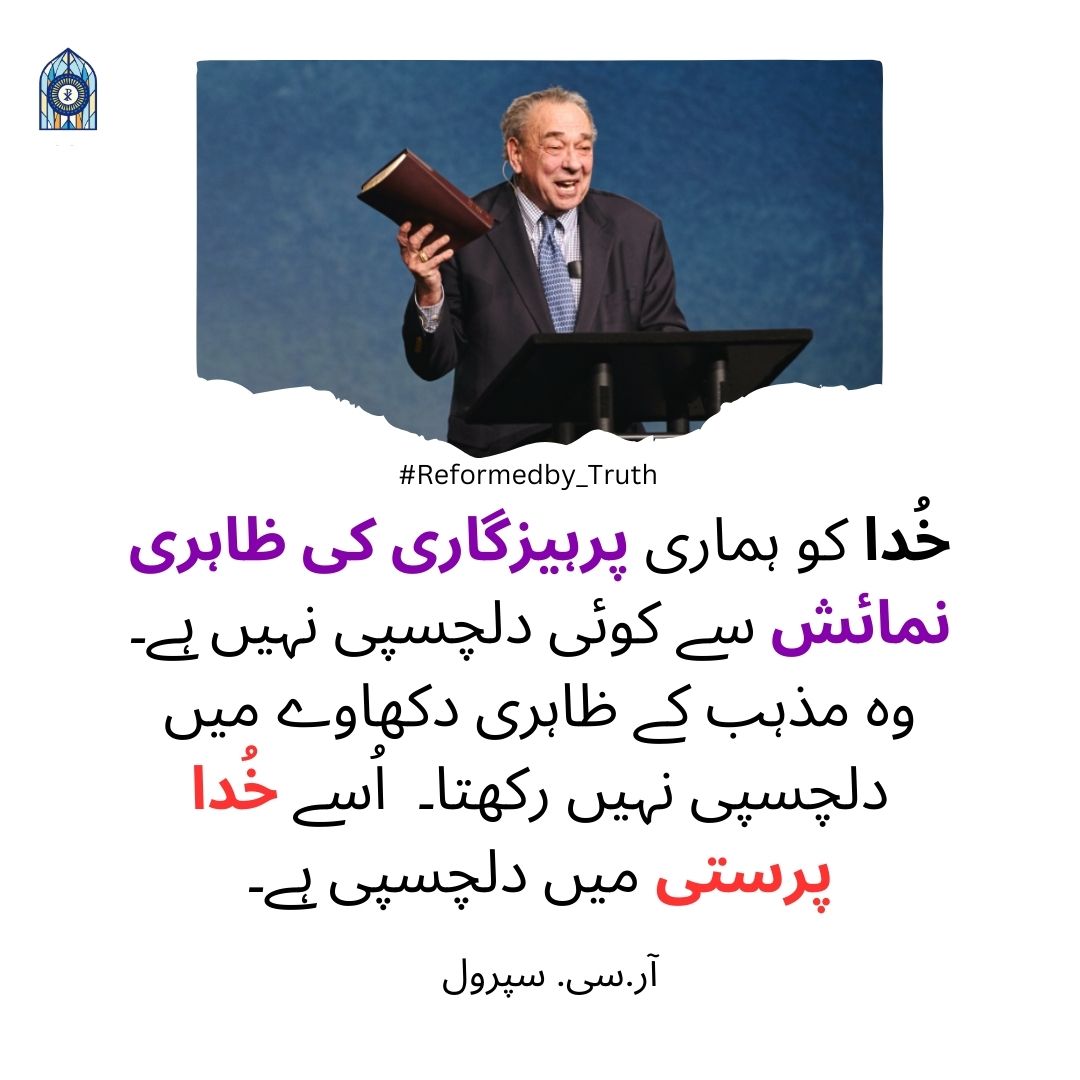 #Reformedby_Truth
خُدا کو ہماری پرہیزگاری کی ظاہری
نمائش سے کوئی دلچسپی نہیں ہے۔
وہ مذہب کے ظاہری دکھاوے میں
دلچسپی نہیں رکھتا۔ اُسے خُدا
پرستی میں دلچسپی ہے۔
آر.سی. سپرول